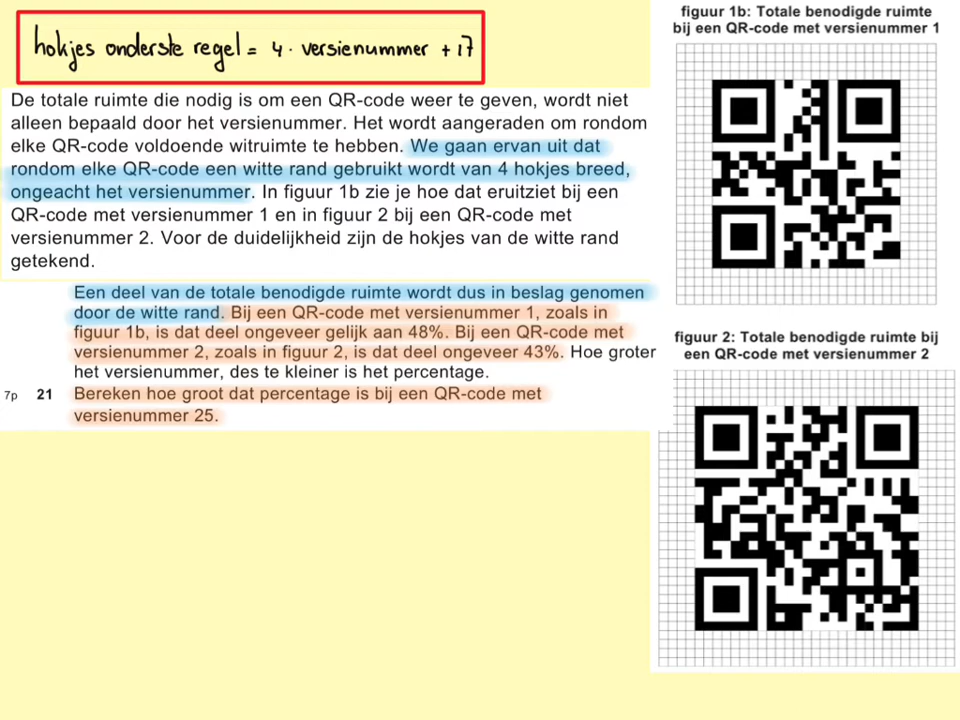 hokjes onderste regel = 4 · versienummer + 17
De totale ruimte die nodig is om een QR-code weer te geven, wordt niet
alleen bepaald door het versienummer. Het wordt aangeraden om rondom
elke QR-code voldoende witruimte te hebben. We gaan ervan uit dat
rondom elke QR-code een witte rand gebruikt wordt van 4 hokjes breed,
ongeacht het versienummer. In figuur 1b zie je hoe dat eruitziet bij een
QR-code met versienummer 1 en in figuur 2 bij een QR-code met
versienummer 2. Voor de duidelijkheid zijn de hokjes van de witte rand
getekend.
Een deel van de totale benodigde ruimte wordt dus in beslag genomen
door de witte rand. Bij een QR-code met versienummer 1, zoals in
figuur 1b, is dat deel ongeveer gelijk aan 48%. Bij een QR-code met
versienummer 2, zoals in figuur 2, is dat deel ongeveer 43%. Hoe groter
het versienummer, des te kleiner is het percentage.
7p 21 Bereken hoe groot dat percentage is bij een QR-code met
versienummer 25.
figuur 1b: Totale benodigde ruimte
bij een QR-code met versienummer 1
figuur 2: Totale benodigde ruimte bij
een QR-code met versienummer 2